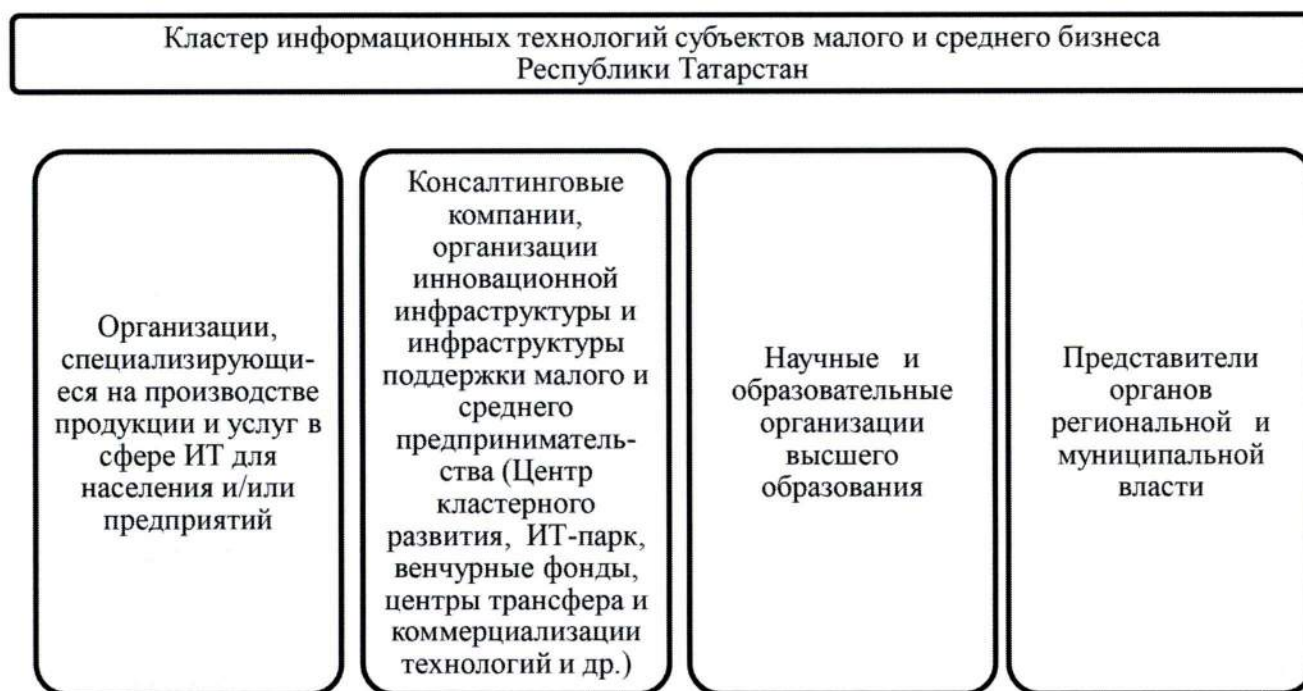 Кластер информационных технологий субъектов малого и среднего бизнеса
Республики Татарстан
Организации,
специализирующи-
еся на производстве
продукции и услуг в
сфере ИТ для
населения и/или
предприятий
Консалтинговые
компании,
организации
инновационной
инфраструктуры и
инфраструктуры
поддержки малого и
среднего
предприниматель-
ства (Центр
кластерного
развития, ИТ-парк,
венчурные фонды,
центры трансфера и
коммерциализации
технологий и др.)
Научные и
образовательные
организации
высшего
образования
Представители
органов
региональной и
муниципальной
власти